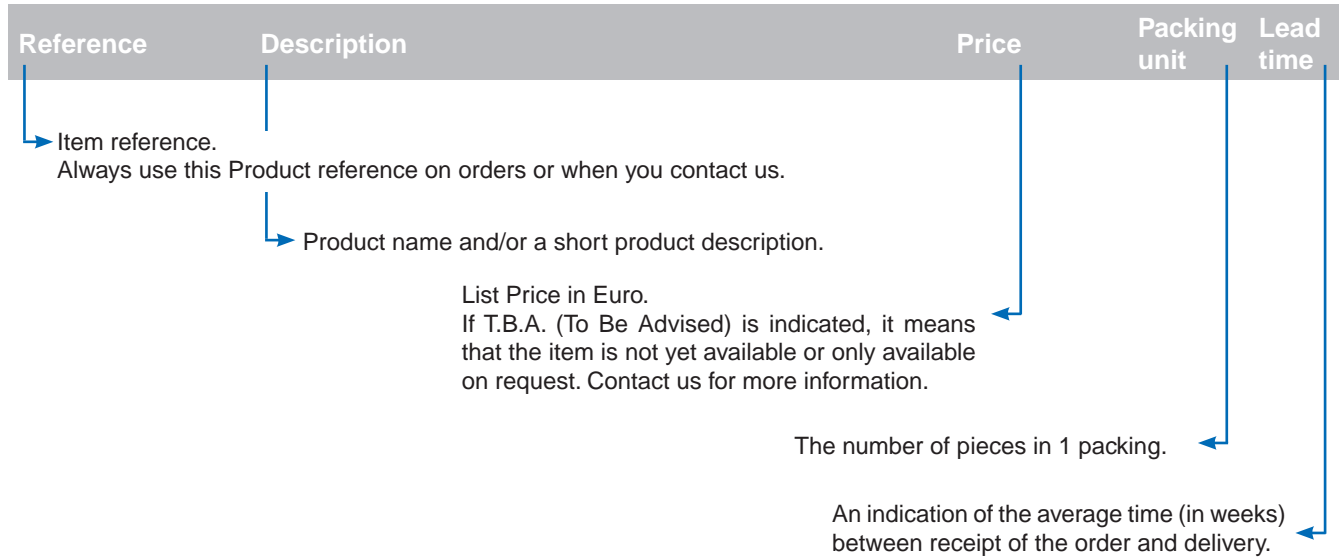 Reference Description Price Packing unit Lead time
Item reference.
Always use this Product reference on orders or when you contact us.
Product name and/or a short product description.
List Price in Euro.
If T.B.A. (To Be Advised) is indicated, it means
that the item is not yet available or only available
on request. Contact us for more information.
The number of pieces in 1 packing.
An indication of the average time (in weeks)
between receipt of the order and delivery.